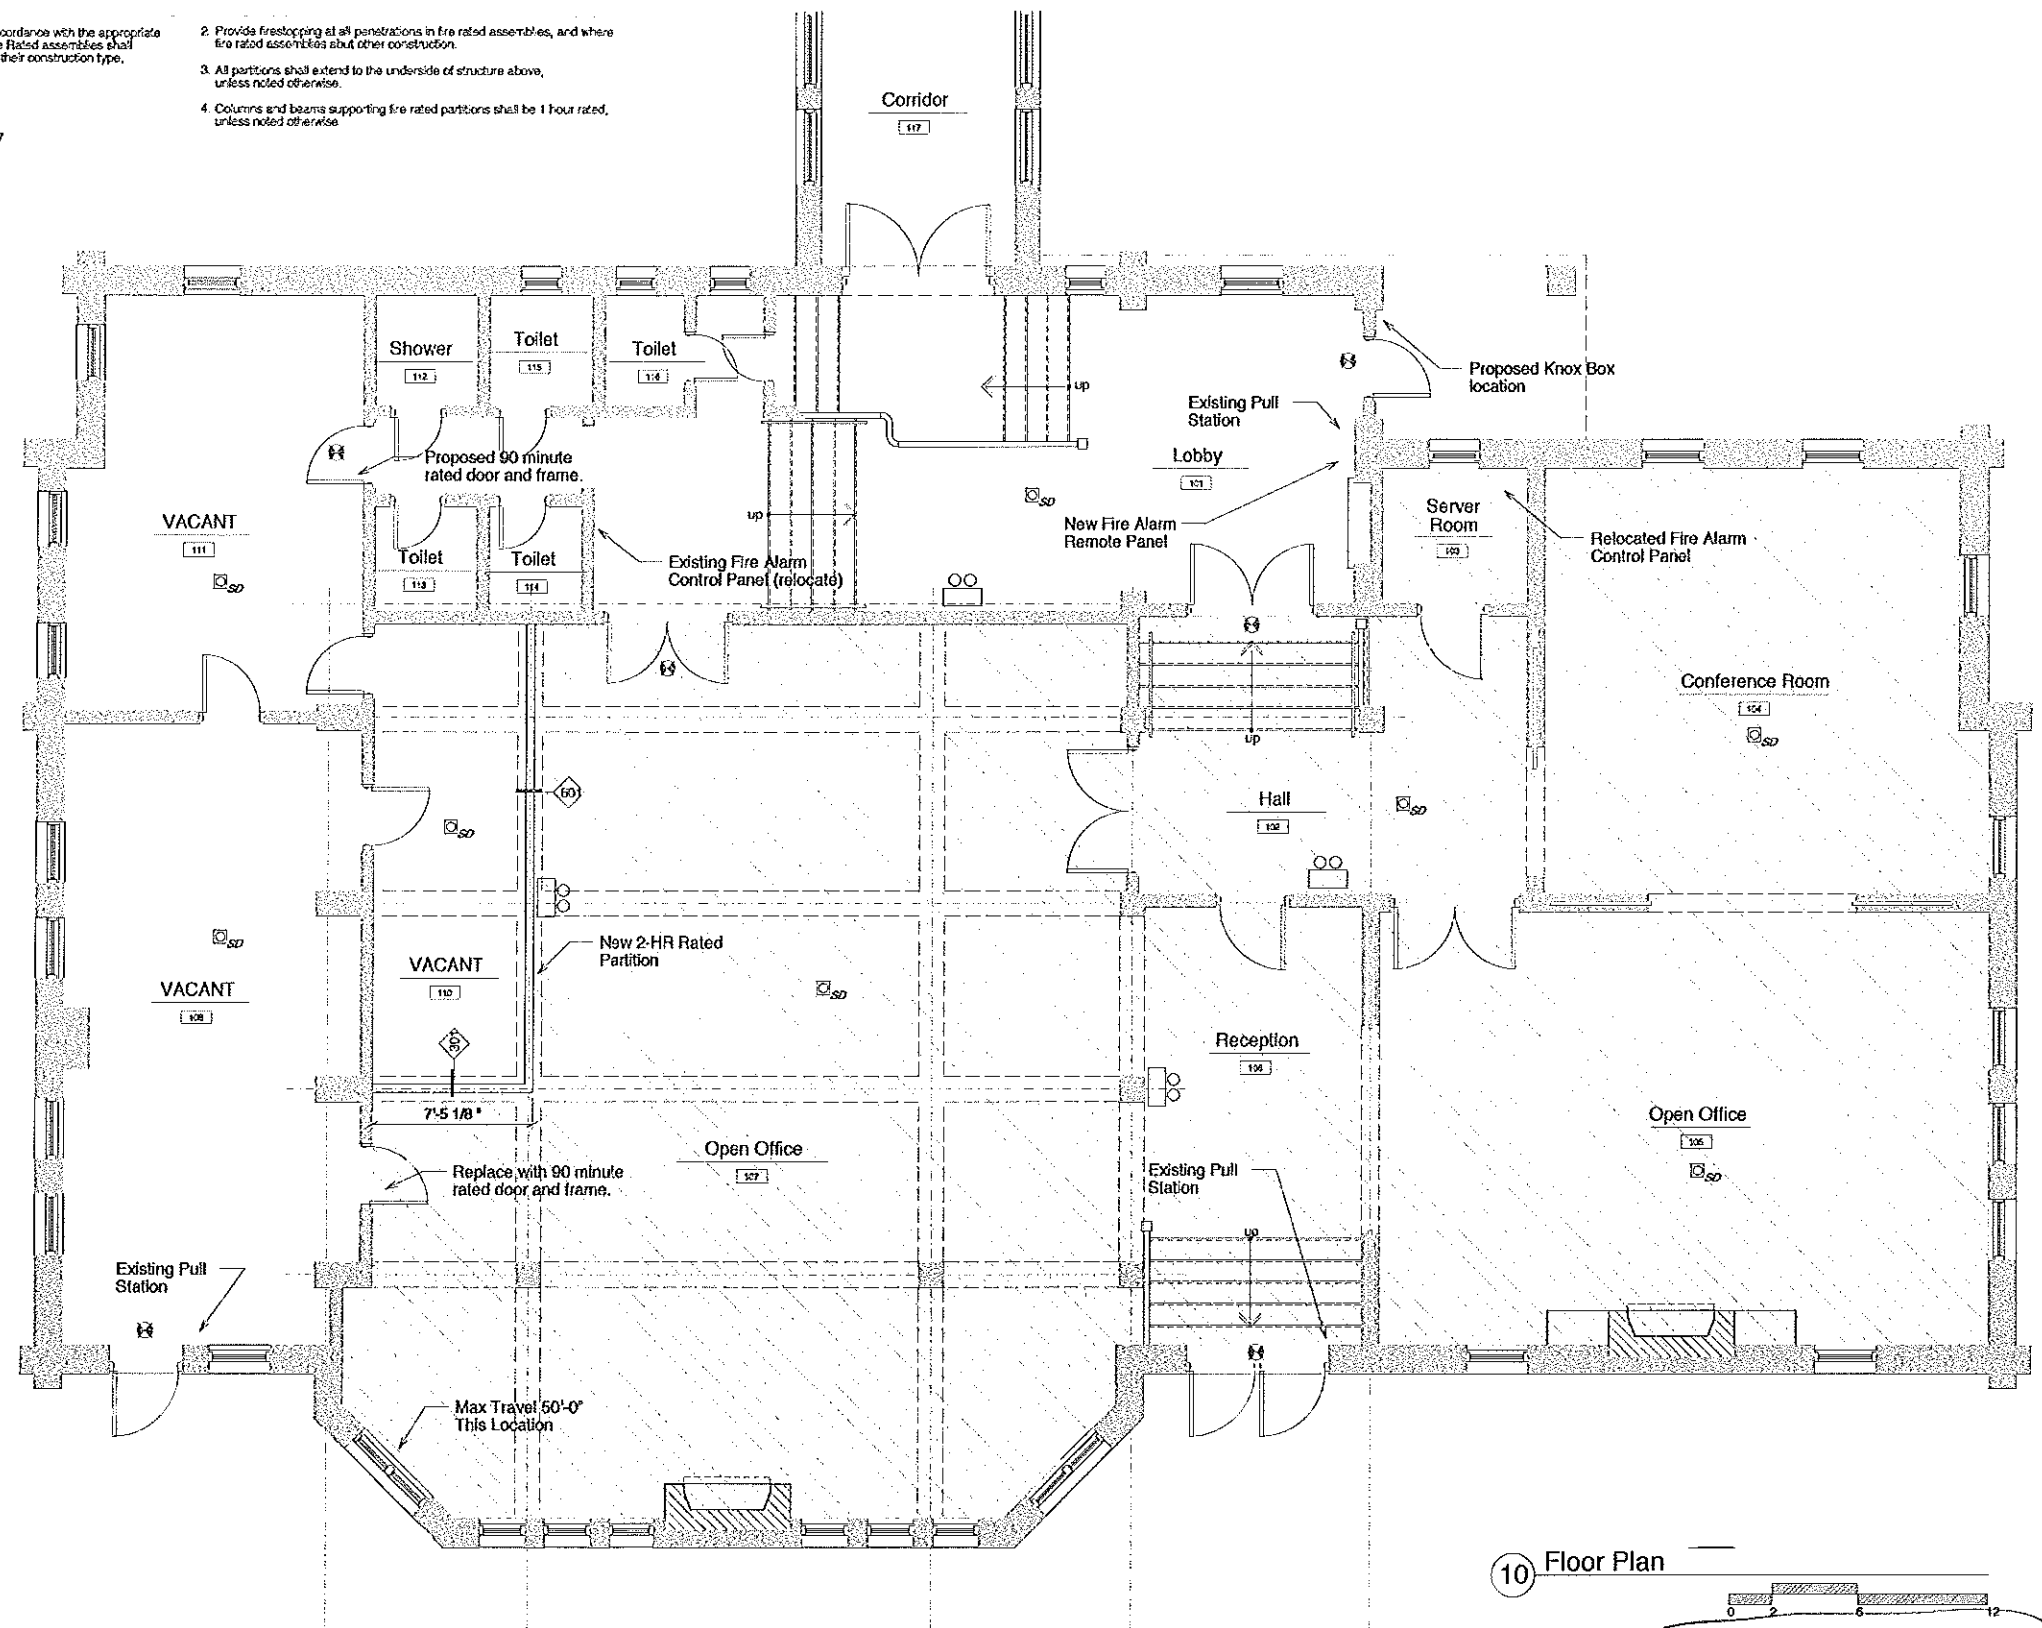 cordance with the appropriate
Rated assemblies shall
their construction type.
2. Provide firestopping at all penetrations in fire rated assemblies, and where
fire rated assemblies abut other construction.
3. All partitions shall extend to the underside of structure above,
unless noted otherwise.
4. Columns and beams supporting fire rated partitions shall be 1 hour rated,
unless noted otherwise
Corridor
117
Shower
112
Toilet
115
Toilet
116
up
Proposed Knox Box
location
Existing Pull
Station
Lobby
101
Proposed 90 minute
rated door and frame.
VACANT
111
SD
up
SD
New Fire Alarm
Remote Panel
Server
Room
103
Relocated Fire Alarm
Control Panel
Toilet
113
Toilet
114
Existing Fire Alarm
Control Panel (relocate)
Conference Room
104
SD
up
60
SD
Hall
102
SD
New 2-HR Rated
Partition
VACANT
110
SD
VACANT
SD
30
Reception
Open Office
105
SD
7'-5 1/8"
Open Office
107
Replace with 90 minute
rated door and frame.
Existing Pull
Station
up
Existing Pull
Station
Max Travel 50'-0"
This Location
10
Floor Plan
0 2 6 12